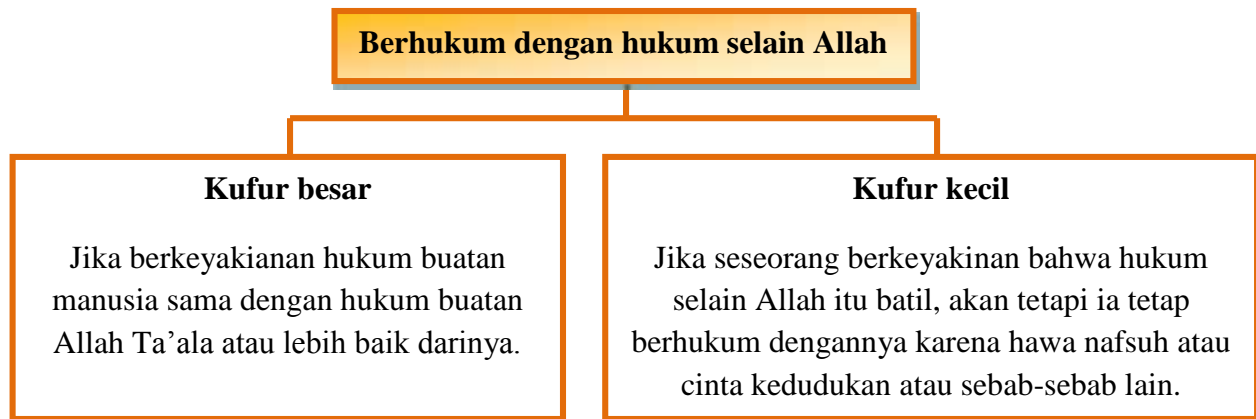 Berhukum dengan hukum selain Allah
Kufur besar
Jika berkeyakianan hukum buatan
manusia sama dengan hukum buatan
Allah Ta’ala atau lebih baik darinya.
Kufur kecil
Jika seseorang berkeyakinan bahwa hukum
selain Allah itu batil, akan tetapi ia tetap
berhukum dengannya karena hawa nafsuh atau
cinta kedudukan atau sebab-sebab lain.